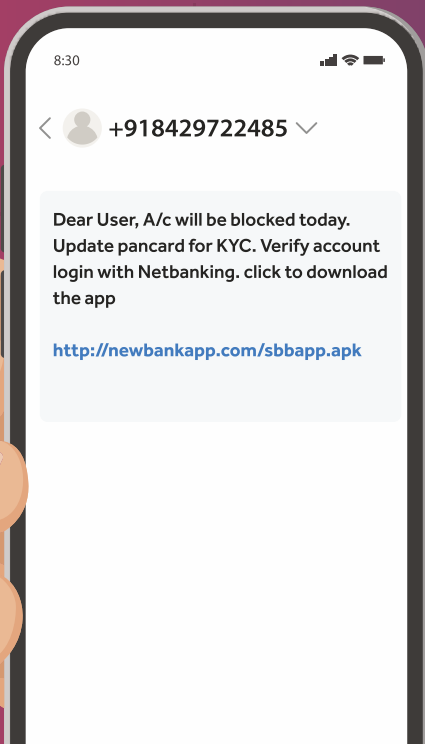 8:30
+918429722485
Dear User, A/c will be blocked today.
Update pancard for KYC. Verify account
login with Netbanking. click to download
the app
http://newbankapp.com/sbbapp.apk